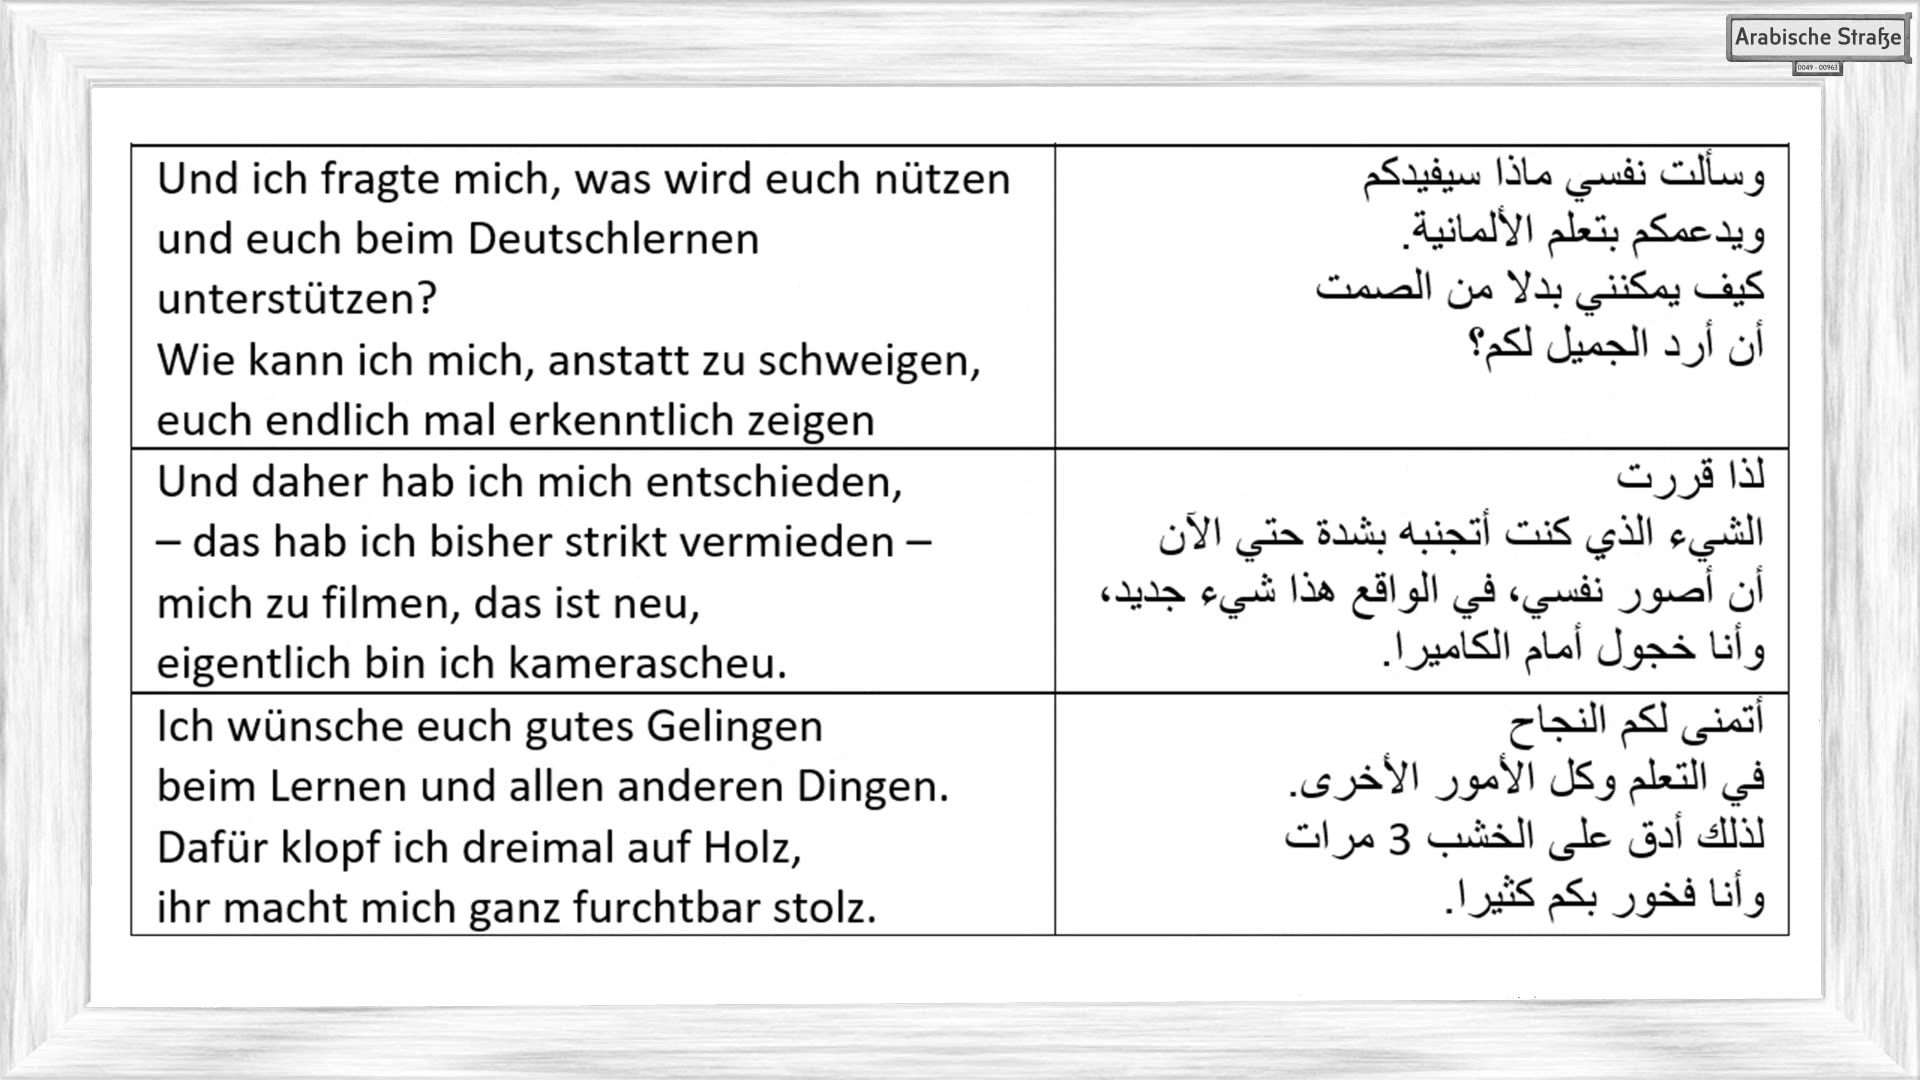 Arabische Straße
0049 - 00963
Und ich fragte mich, was wird euch nützen
und euch beim Deutschlernen
unterstützen?
Wie kann ich mich, anstatt zu schweigen,
euch endlich mal erkenntlich zeigen
وسألت نفسي ماذا سيفيدكم
ويدعمكم بتعلم الألمانية.
كيف يمكنني بدلا من الصمت
أن أرد الجميل لكم؟
Und daher hab ich mich entschieden,
– das hab ich bisher strikt vermieden –
mich zu filmen, das ist neu,
eigentlich bin ich kamerascheu.
لذا قررت
الشيء الذي كنت أتجنبه بشدة حتي الآن
أن أصور نفسي، في الواقع هذا شيء جديد،
وأنا خجول أمام الكاميرا.
Ich wünsche euch gutes Gelingen
beim Lernen und allen anderen Dingen.
Dafür klopf ich dreimal auf Holz,
ihr macht mich ganz furchtbar stolz.
أتمنى لكم النجاح
في التعلم وكل الأمور الأخرى.
لذلك أدق على الخشب 3 مرات
وأنا فخور بكم كثيرا.